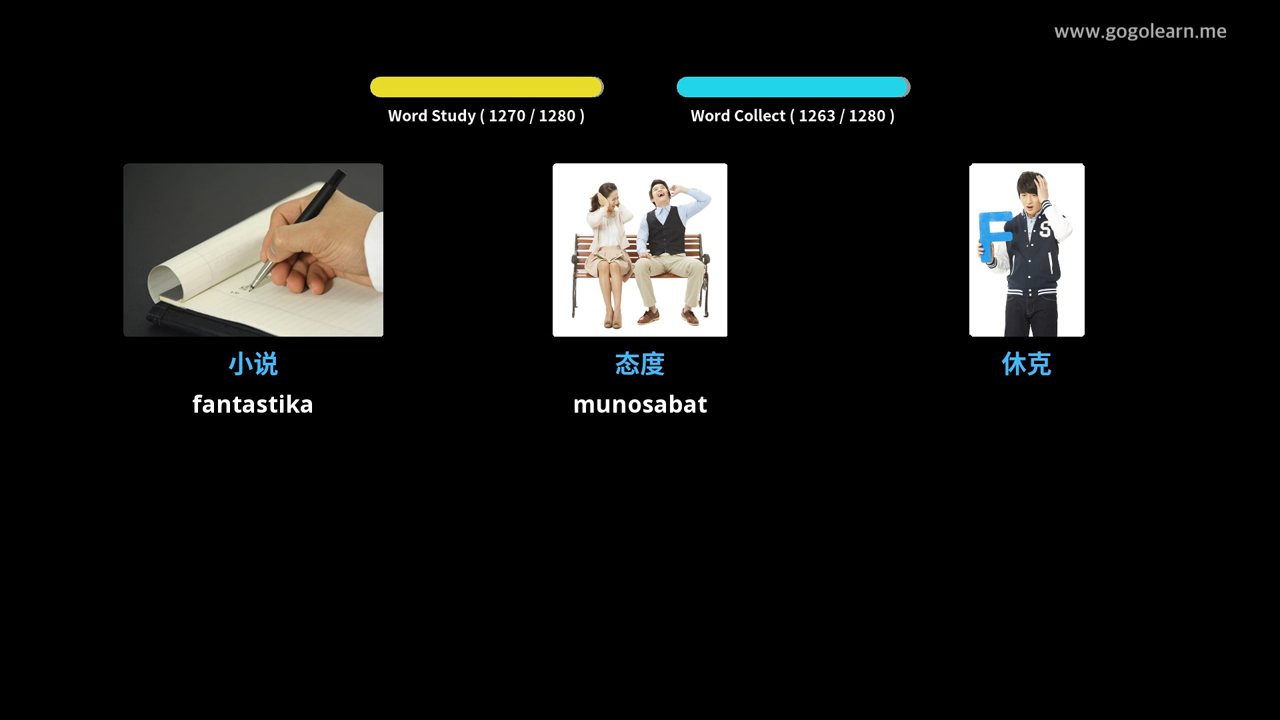 www.gogolearn.me
Word Study ( 1270 / 1280 )
Word Collect ( 1263 / 1280 )
小说
态度
休克
fantastika
munosabat
F
S